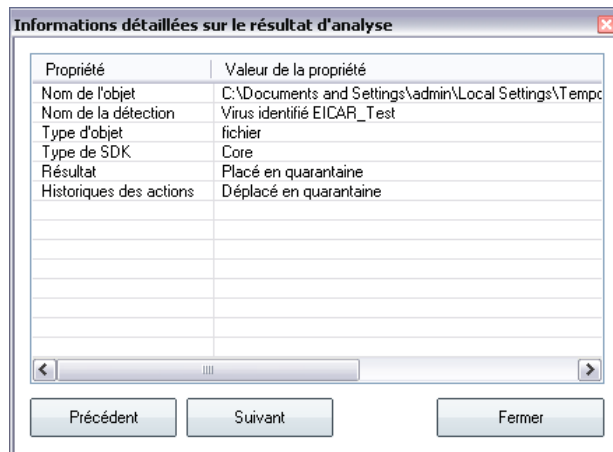 Informations détaillées sur le résultat d'analyse
Propriété Valeur de la propriété
Nom de l'objet C:\Documents and Settings\admin\Local Settings\Tempo
Nom de la détection Virus identifié EICAR_Test
Type d'objet fichier
Type de SDK Core
Résultat Placé en quarantaine
Historiques des actions Déplacé en quarantaine
Précédent Suivant Fermer